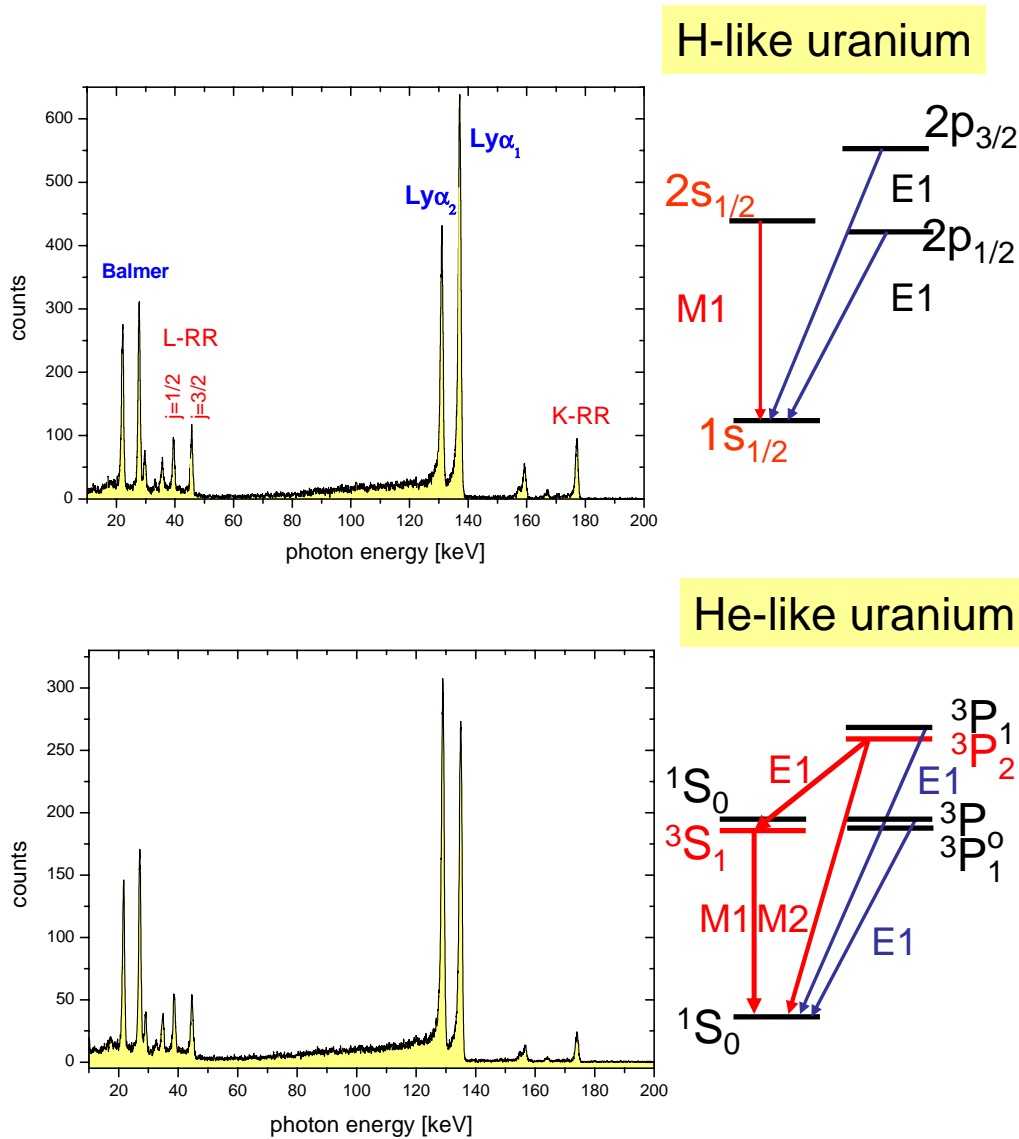 H-like uranium
600
500
400
300
200
100
0
counts
Lyα₁
Lyα₂
Balmer
L-RR
j=1/2
j=3/2
K-RR
20 40 60 80 100 120 140 160 180 200
photon energy [keV]
2p₃/₂
E1
2s₁/₂
2p₁/₂
M1
E1
1s₁/₂
He-like uranium
300
250
200
150
100
50
0
counts
20 40 60 80 100 120 140 160 180 200
photon energy [keV]
³P₁
³P₂
E1
E1
¹S₀
³P
³S₁
³P₁⁰
M1
M2
E1
¹S₀